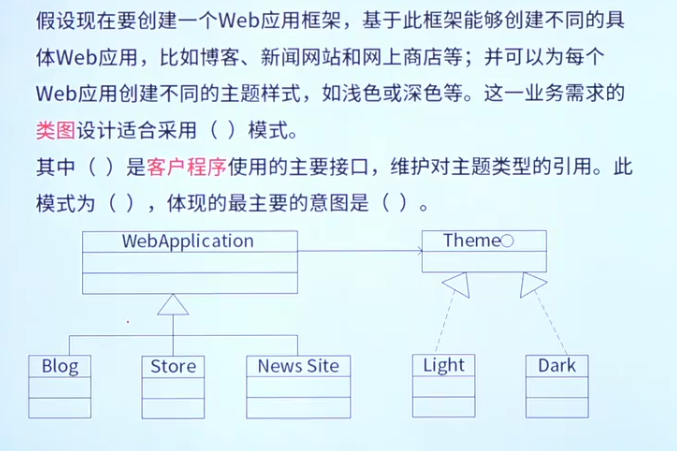 假设现在要创建一个Web应用框架，基于此框架能够创建不同的具
体Web应用，比如博客、新闻网站和网上商店等；并可以为每个
Web应用创建不同的主题样式，如浅色或深色等。这一业务需求的
类图设计适合采用（ ）模式。
其中（ ）是客户程序使用的主要接口，维护对主题类型的引用。此
模式为（ ），体现的最主要的意图是（ ）。
WebApplication
Theme
Blog
Store
News Site
Light
Dark